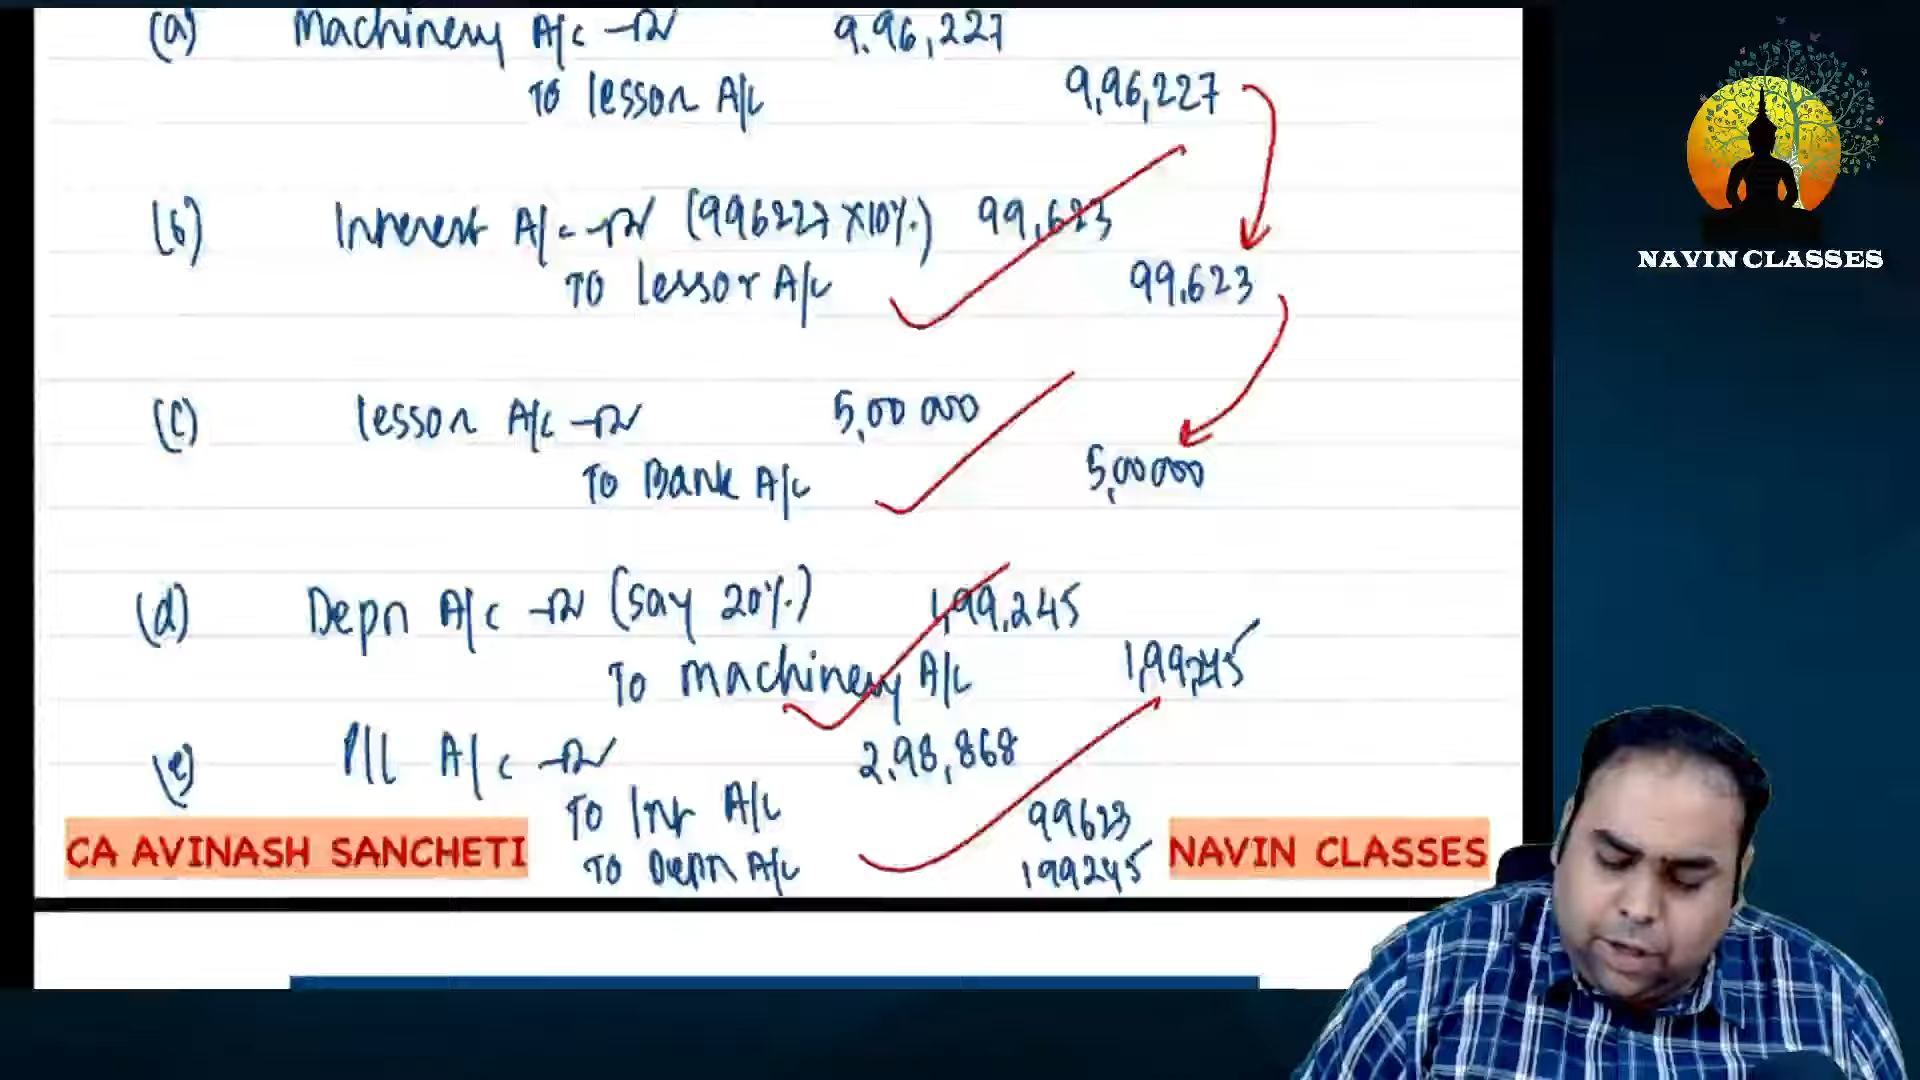 (a) Machinery A/c Dr 9,96,227
To lessor A/c 9,96,227
(b) Interest A/c Dr (996227 X10%) 99,623
To lessor A/c 99,623
(c) lessor A/c Dr 5,00 000
To Bank A/c 5,00 000
(d) Depn A/c Dr (say 20%) 1,99,245
To machinery A/c 1,99,245
(e) P/L A/c Dr 2,98,868
To Int A/c 99623
To Depn A/c 199245
CA AVINASH SANCHETI
NAVIN CLASSES
NAVIN CLASSES